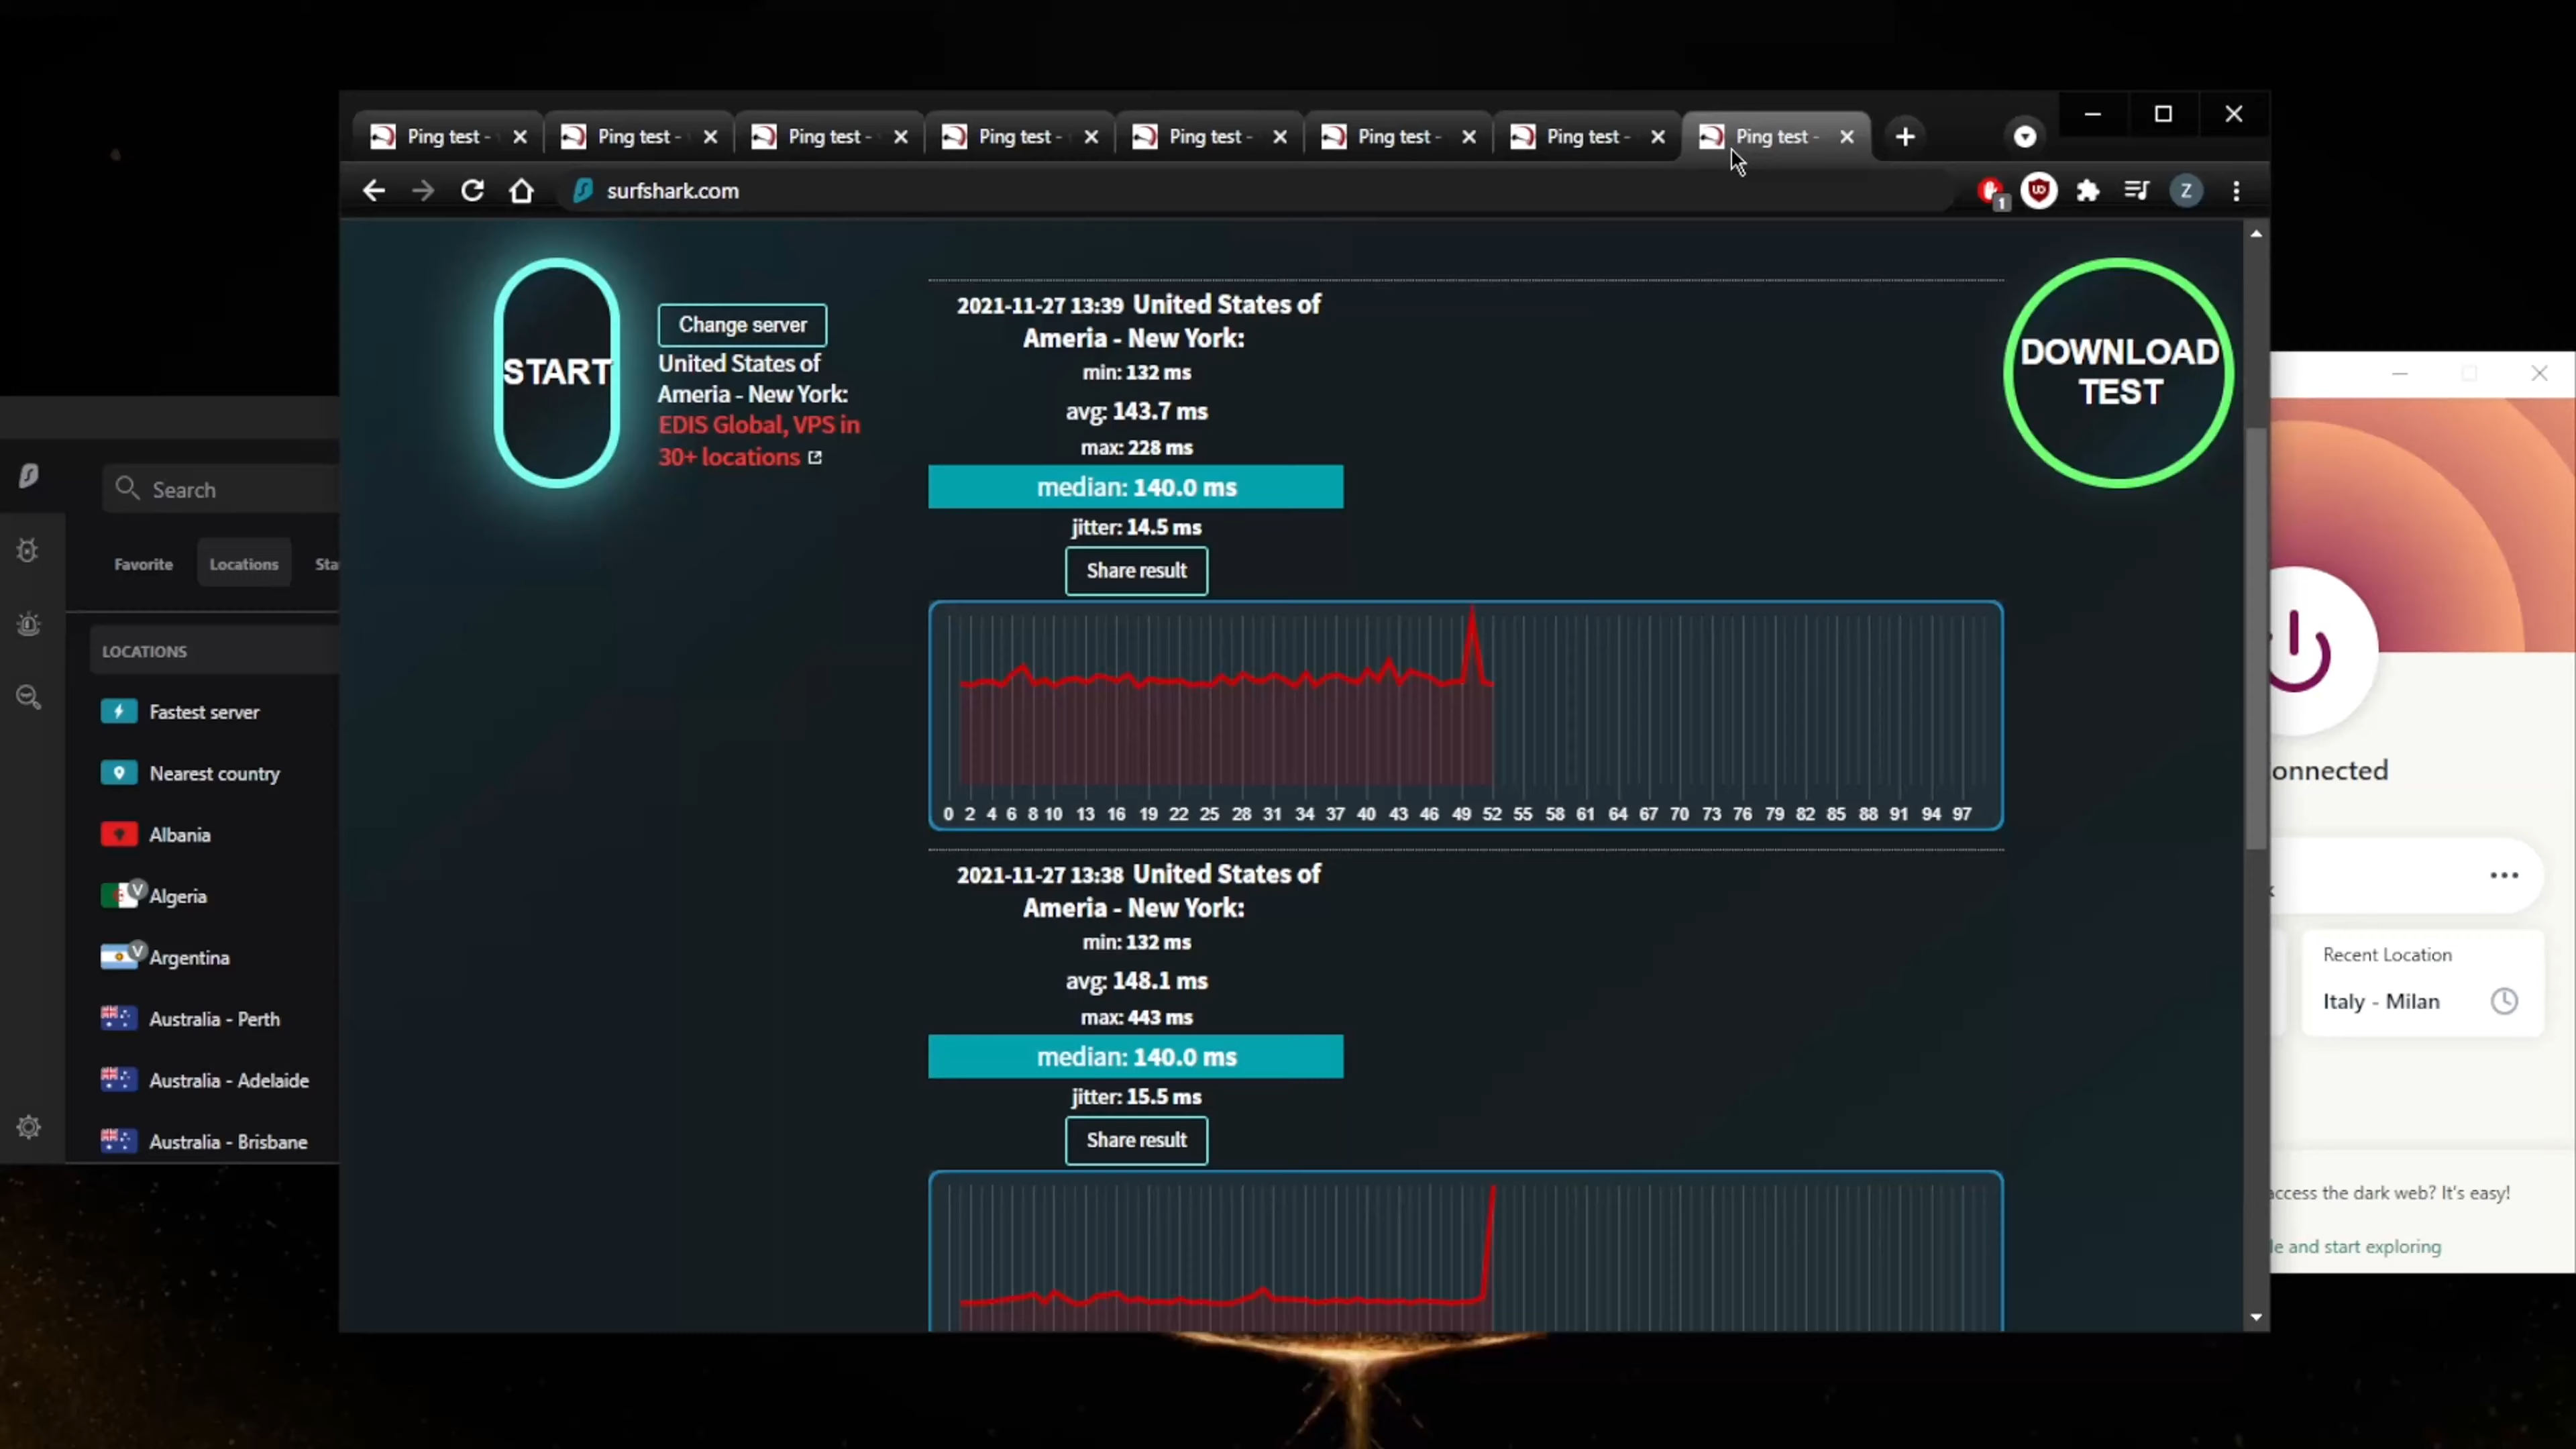 Ping test -
Ping test -
Ping test -
Ping test -
Ping test -
Ping test -
Ping test -
Ping test -
surfshark.com
1
Z
START
Change server
United States of
Ameria - New York:
EDIS Global, VPS in
30+ locations
2021-11-27 13:39 United States of
Ameria - New York:
min: 132 ms
avg: 143.7 ms
max: 228 ms
median: 140.0 ms
jitter: 14.5 ms
Share result
0 2 4 6 8 10 13 16 19 22 25 28 31 34 37 40 43 46 49 52 55 58 61 64 67 70 73 76 79 82 85 88 91 94 97
2021-11-27 13:38 United States of
Ameria - New York:
min: 132 ms
avg: 148.1 ms
max: 443 ms
median: 140.0 ms
jitter: 15.5 ms
Share result
DOWNLOAD
TEST
Search
Favorite
Locations
Sta
LOCATIONS
Fastest server
Nearest country
Albania
V
Algeria
V
Argentina
Australia - Perth
Australia - Adelaide
Australia - Brisbane
onnected
Recent Location
Italy - Milan
access the dark web? It's easy!
le and start exploring